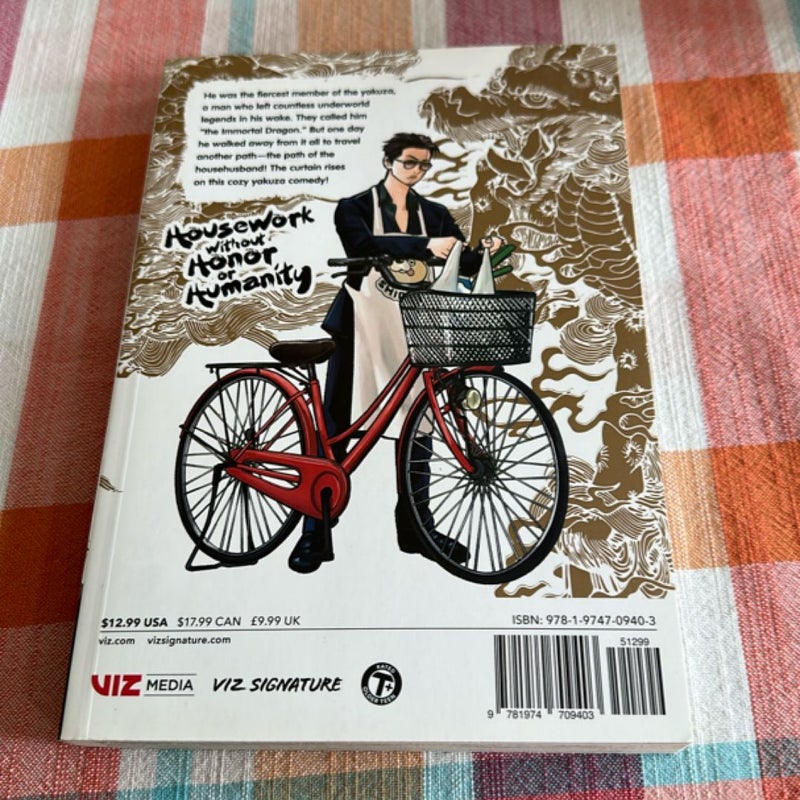 He was the fiercest member of the yakuza,
a man who left countless underworld
legends in his wake. They called him
"the Immortal Dragon." But one day
he walked away from it all to travel
another path—the path of the
househusband! The curtain rises
on this cozy yakuza comedy!
Housework
without
Honor
or
Humanity
SHI
$12.99 USA $17.99 CAN £9.99 UK
ISBN: 978-1-9747-0940-3
viz.com vizsignature.com
51299
VIZ MEDIA VIZ SIGNATURE
RATED
T+
OLDER TEEN
9 781974 709403